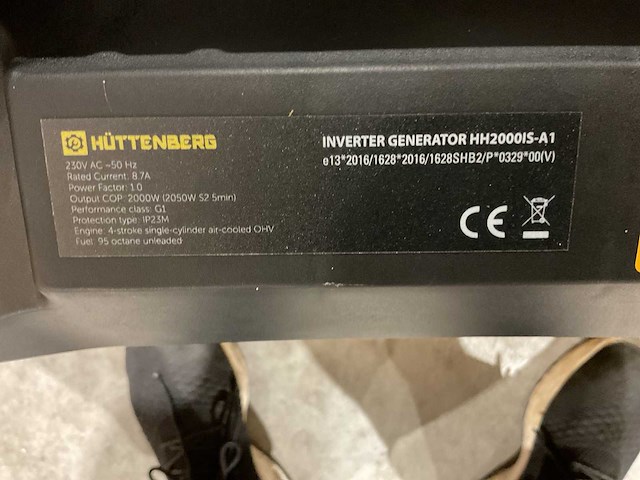 HÜTTENBERG
230V AC ~50 Hz
Rated Current: 8.7A
Power Factor: 1.0
Output COP: 2000W (2050W S2 5min)
Performance class: G1
Protection type: IP23M
Engine: 4-stroke single-cylinder air-cooled OHV
Fuel: 95 octane unleaded
INVERTER GENERATOR HH2000IS-A1
e13*2016/1628*2016/1628SHB2/P*0329*00(V)
CE